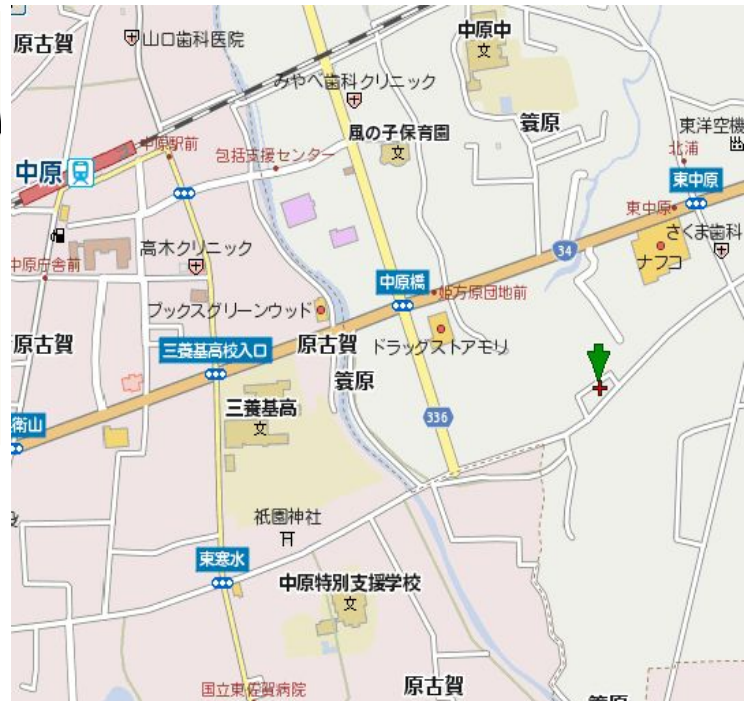 原古賀
山口歯科医院
中原中
みやべ歯科クリニック
簑原
東洋空機
風の子保育園
中原駅前
包括支援センター
北浦
中原
東中原
東中原
さくま歯科
高木クリニック
34
ナフコ
中原庁舎前
中原橋
姫方原団地前
ブックスグリーンウッド
原古賀
三養基高校入口
原古賀
ドラッグストアモリ
簑原
三養基高
336
衛山
祇園神社
東寒水
中原特別支援学校
国立東佐賀病院
原古賀
簑原